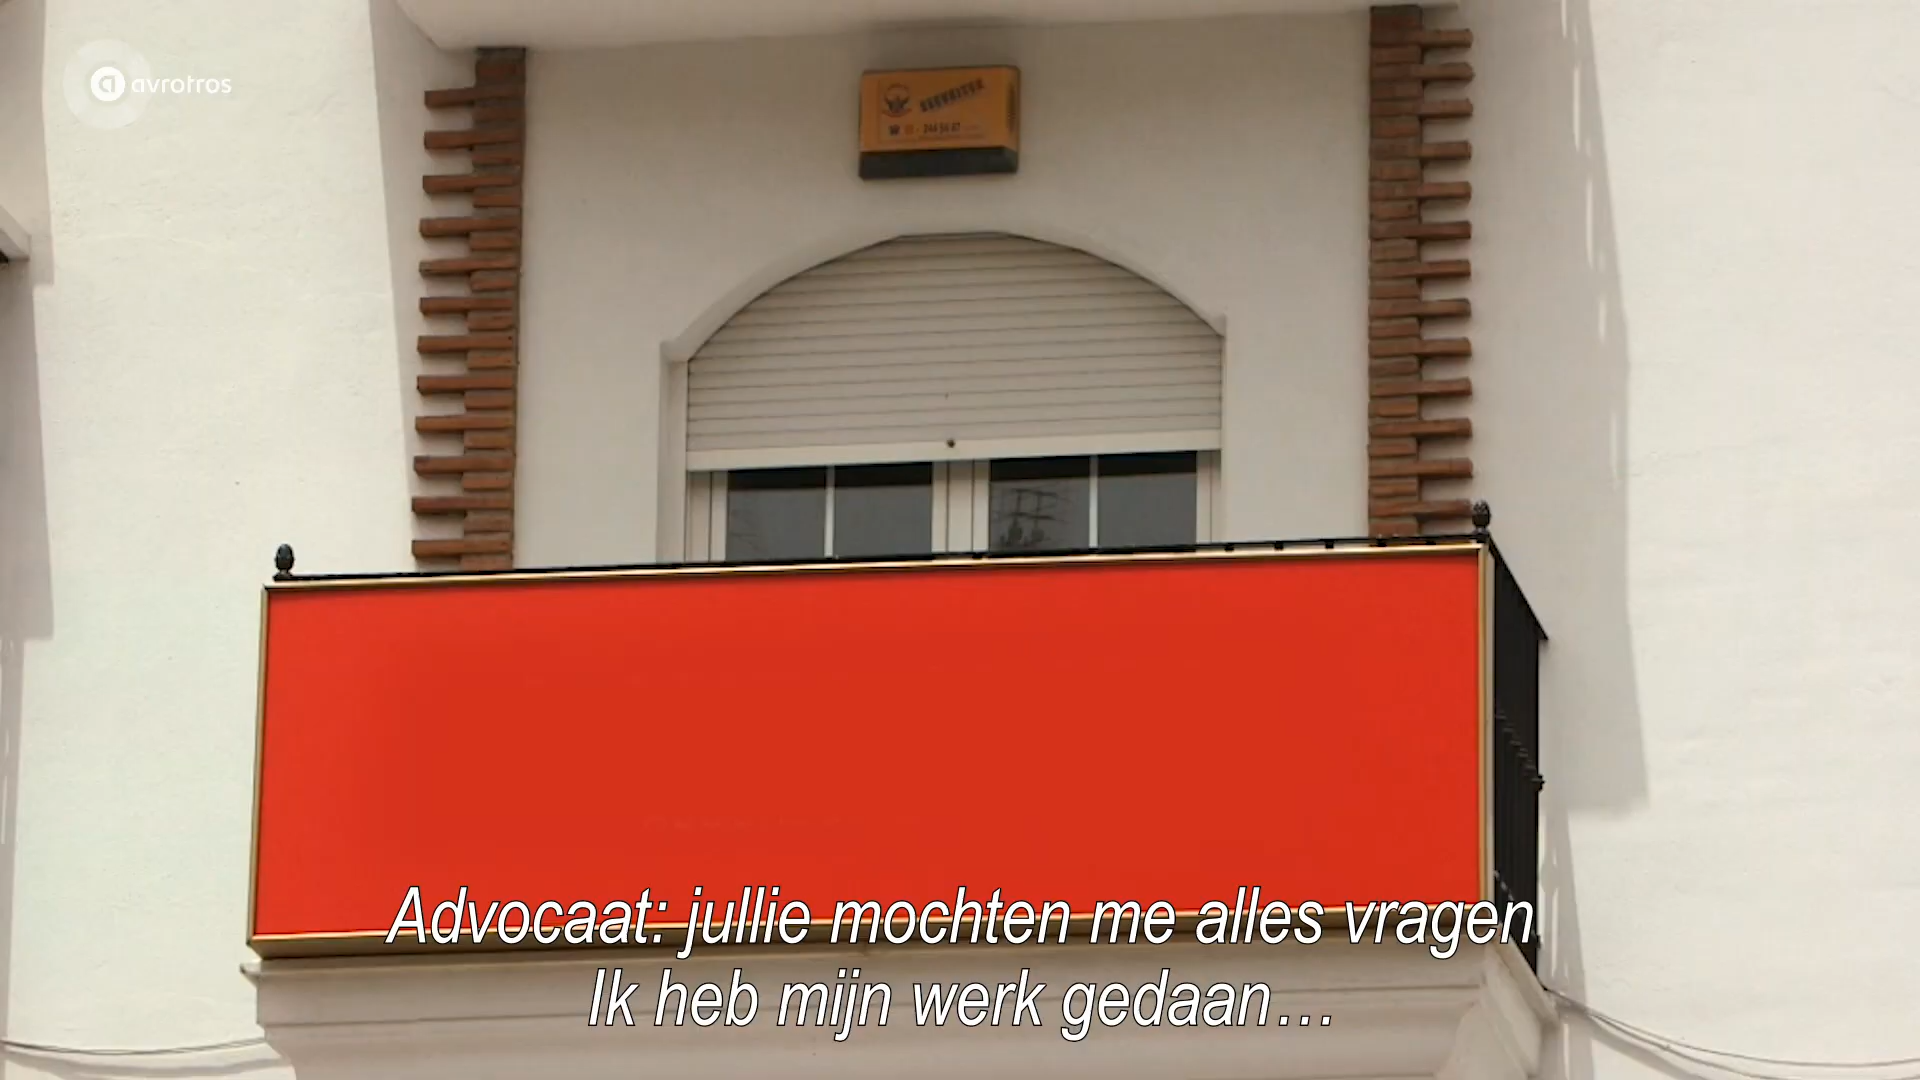 avrotros
Advocaat: jullie mochten me alles vragen
Ik heb mijn werk gedaan...